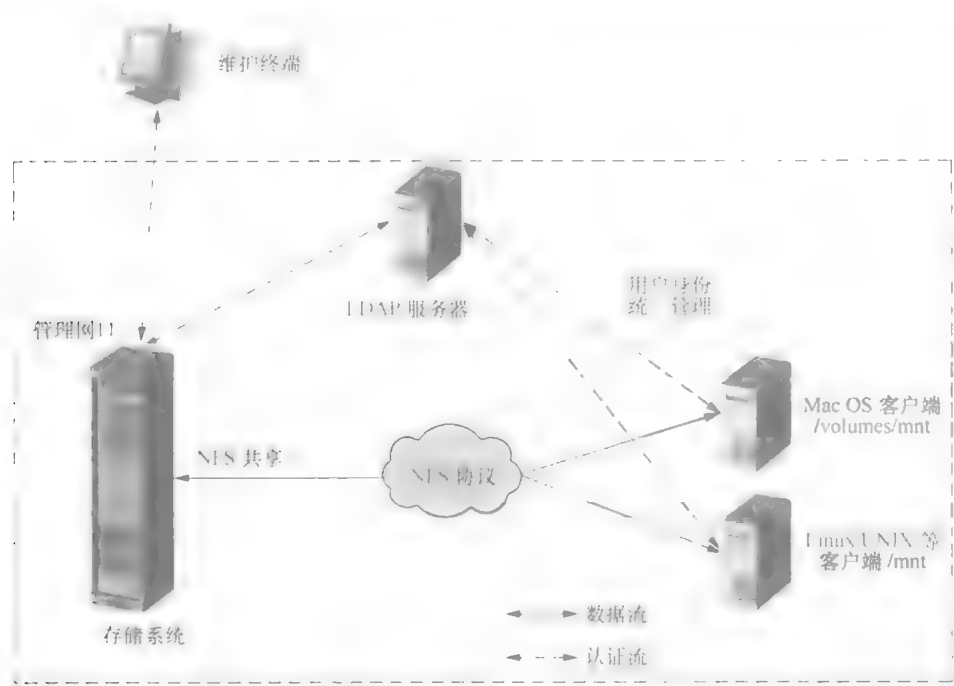 维护终端
LDAP 服务器
用户身份
统一管理
管理网口
Mac OS 客户端
/volumes/mnt
NFS 共享
NFS 协议
Linux UNIX 等
客户端 /mnt
存储系统
数据流
认证流